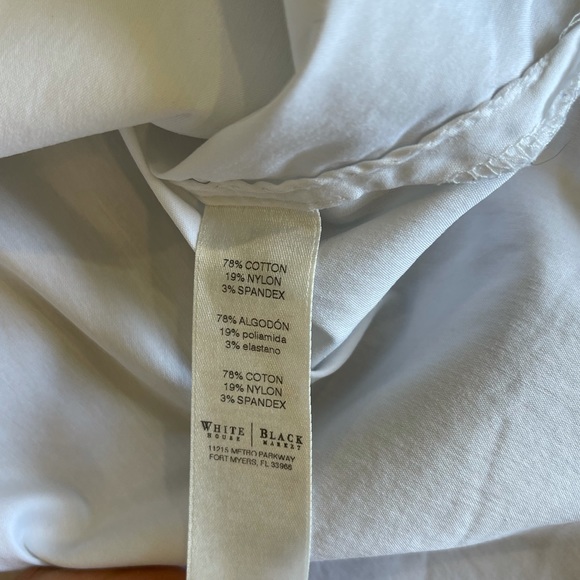 78% COTTON
19% NYLON
3% SPANDEX
78% ALGODÓN
19% poliamida
3% elastano
78% COTON
19% NYLON
3% SPANDEX
WHITE HOUSE | BLACK MARKET
11215 METRO PARKWAY
FORT MYERS, FL 33966